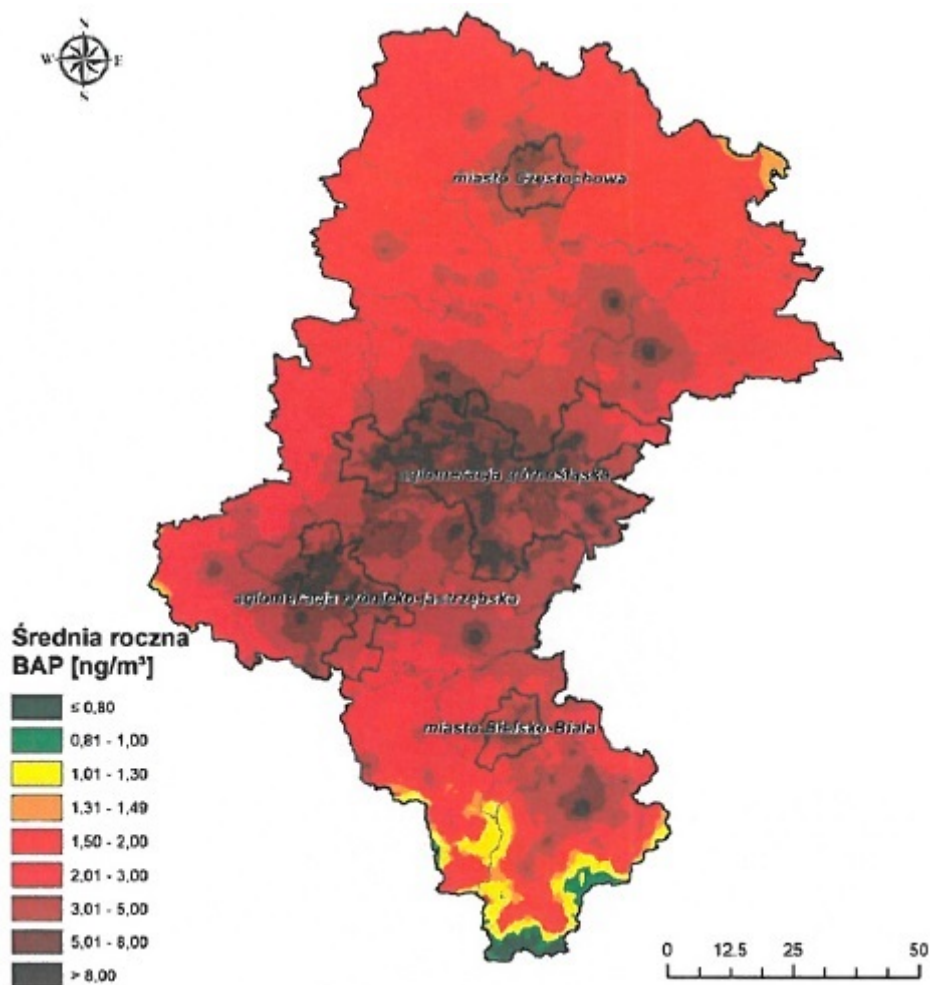 N
W E
S
miasto Częstochowa
aglomeracja górnośląska
aglomeracja rybnicko-jastrzębska
miasto Bielsko-Biała
Średnia roczna
BAP [ng/m³]
≤ 0,80
0,81 - 1,00
1,01 - 1,30
1,31 - 1,49
1,50 - 2,00
2,01 - 3,00
3,01 - 5,00
5,01 - 8,00
> 8,00
0 12.5 25 50